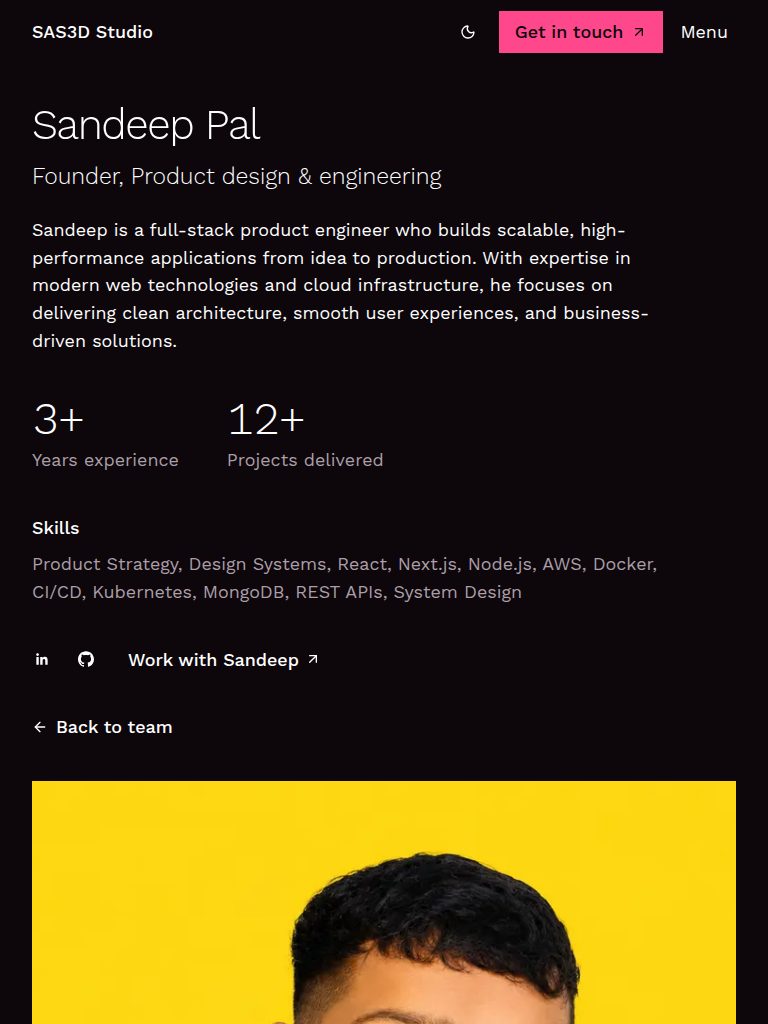 SAS3D Studio
Get in touch
Menu
Sandeep Pal
Founder, Product design & engineering
Sandeep is a full-stack product engineer who builds scalable, high-
performance applications from idea to production. With expertise in
modern web technologies and cloud infrastructure, he focuses on
delivering clean architecture, smooth user experiences, and business-
driven solutions.
3+
12+
Years experience
Projects delivered
Skills
Product Strategy, Design Systems, React, Next.js, Node.js, AWS, Docker,
CI/CD, Kubernetes, MongoDB, REST APIs, System Design
Work with Sandeep
Back to team